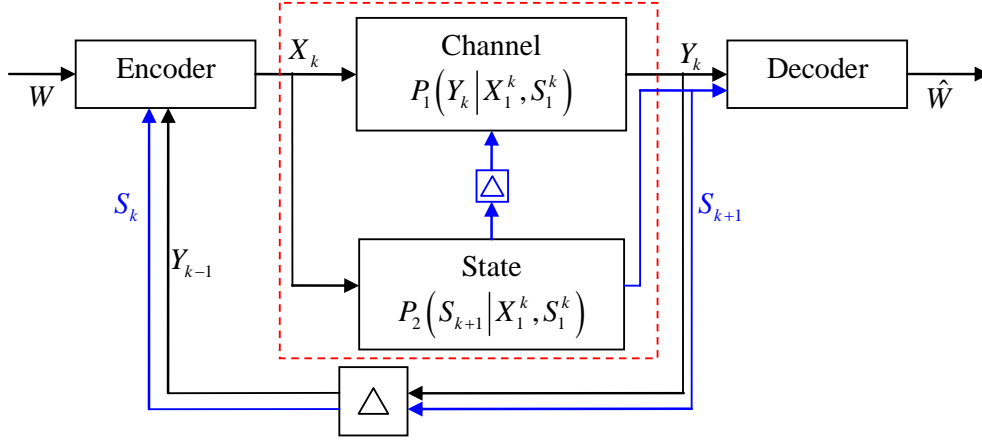 Encoder
W
X_k
Channel
P_1(Y_k|X_1^k, S_1^k)
Y_k
Decoder
Ŵ
△
S_k
Y_{k-1}
State
P_2(S_{k+1}|X_1^k, S_1^k)
S_{k+1}
△